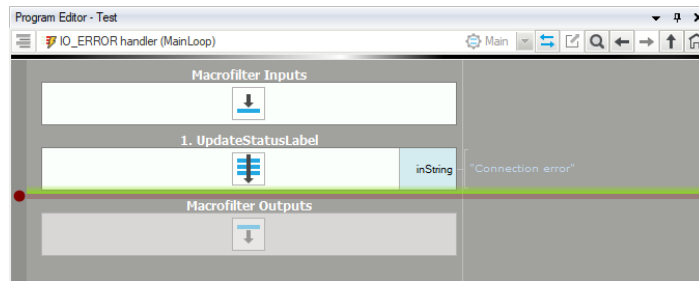 Program Editor - Test
IO_ERROR handler (MainLoop)
Main
Macrofilter Inputs
1. UpdateStatusLabel
inString
"Connection error"
Macrofilter Outputs